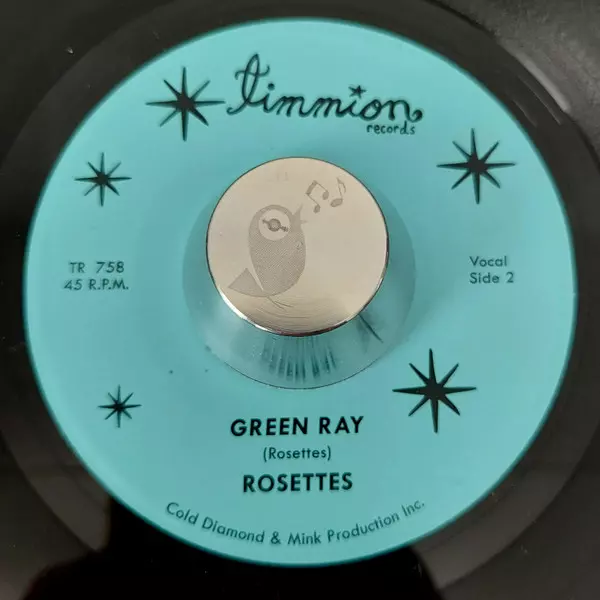 timmion
records
TR 758
45 R.P.M.
Vocal
Side 2
GREEN RAY
(Rosettes)
ROSETTES
Cold Diamond & Mink Production Inc.